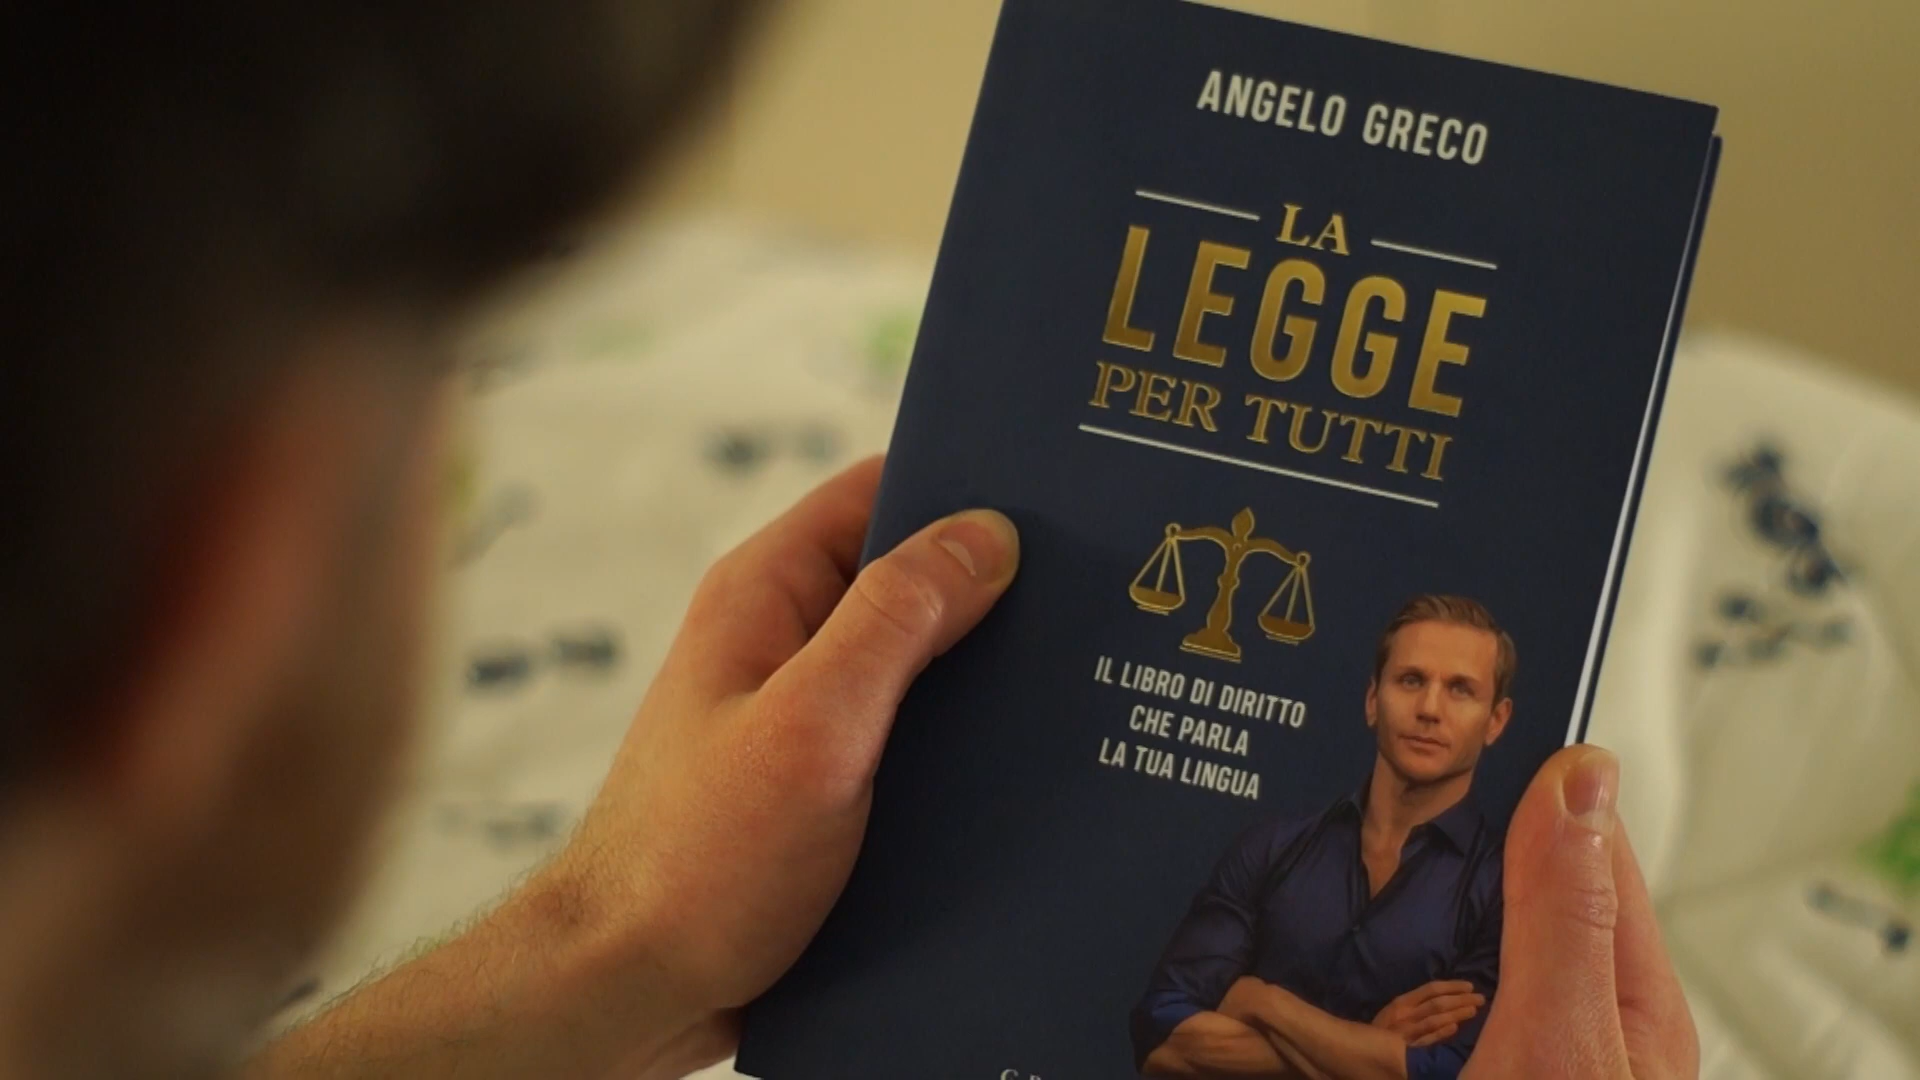 ANGELO GRECO
LA
LEGGE
PER TUTTI
IL LIBRO DI DIRITTO
CHE PARLA
LA TUA LINGUA